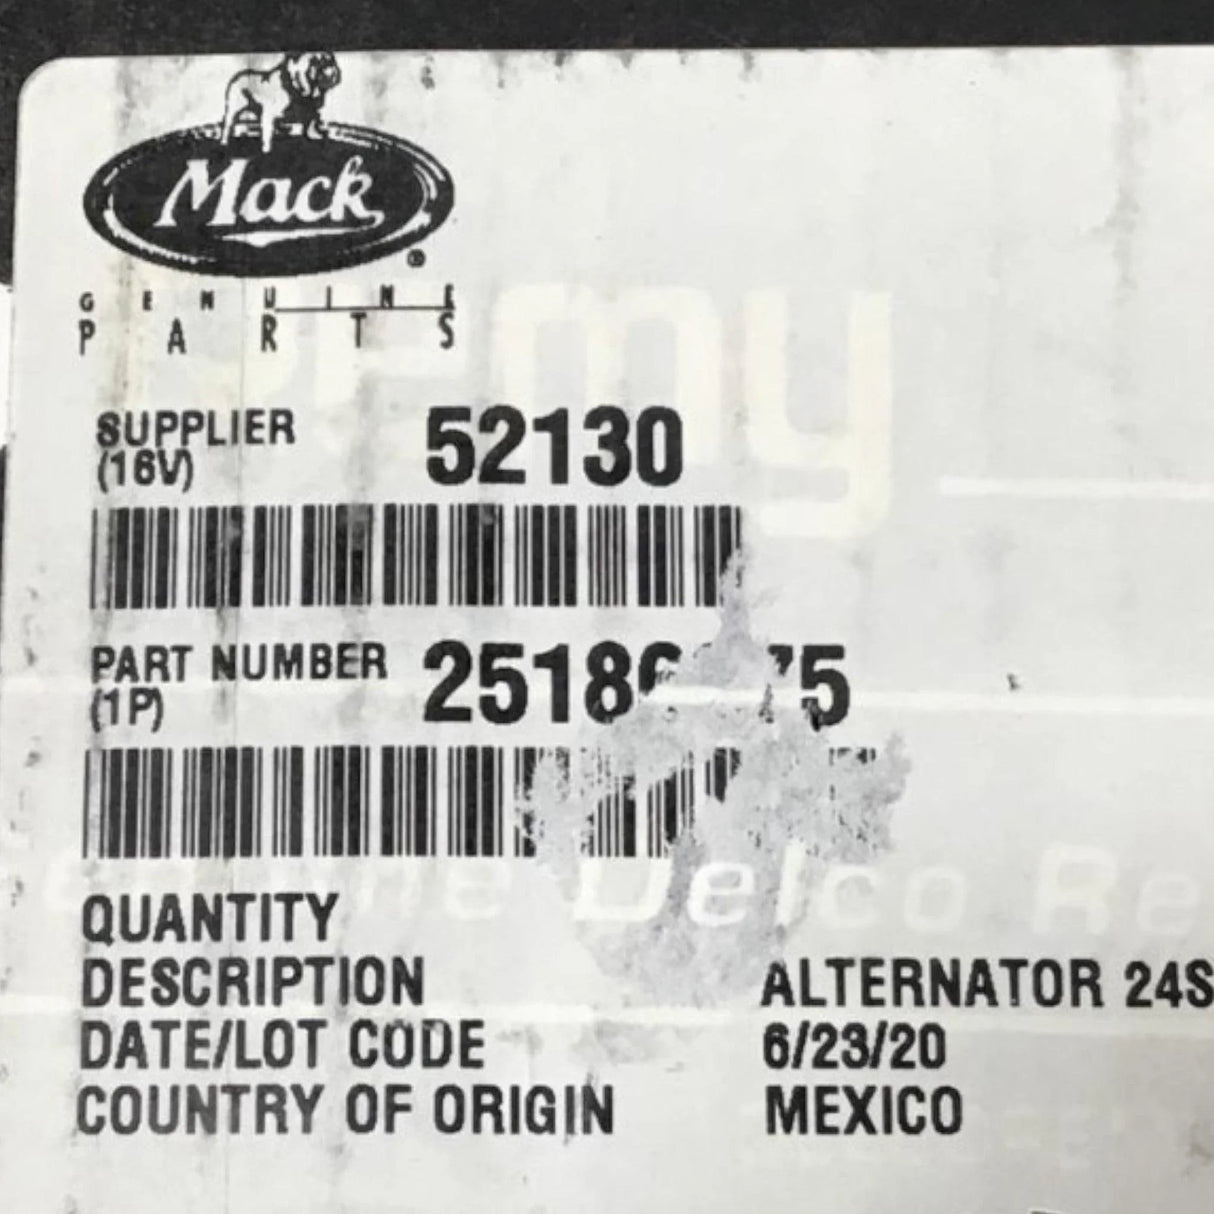 Mack®
GENUINE
PARTS
SUPPLIER 52130
(16V)
PART NUMBER
(1P)
QUANTITY
DESCRIPTION ALTERNATOR 24S
DATE/LOT CODE 6/23/20
COUNTRY OF ORIGIN MEXICO